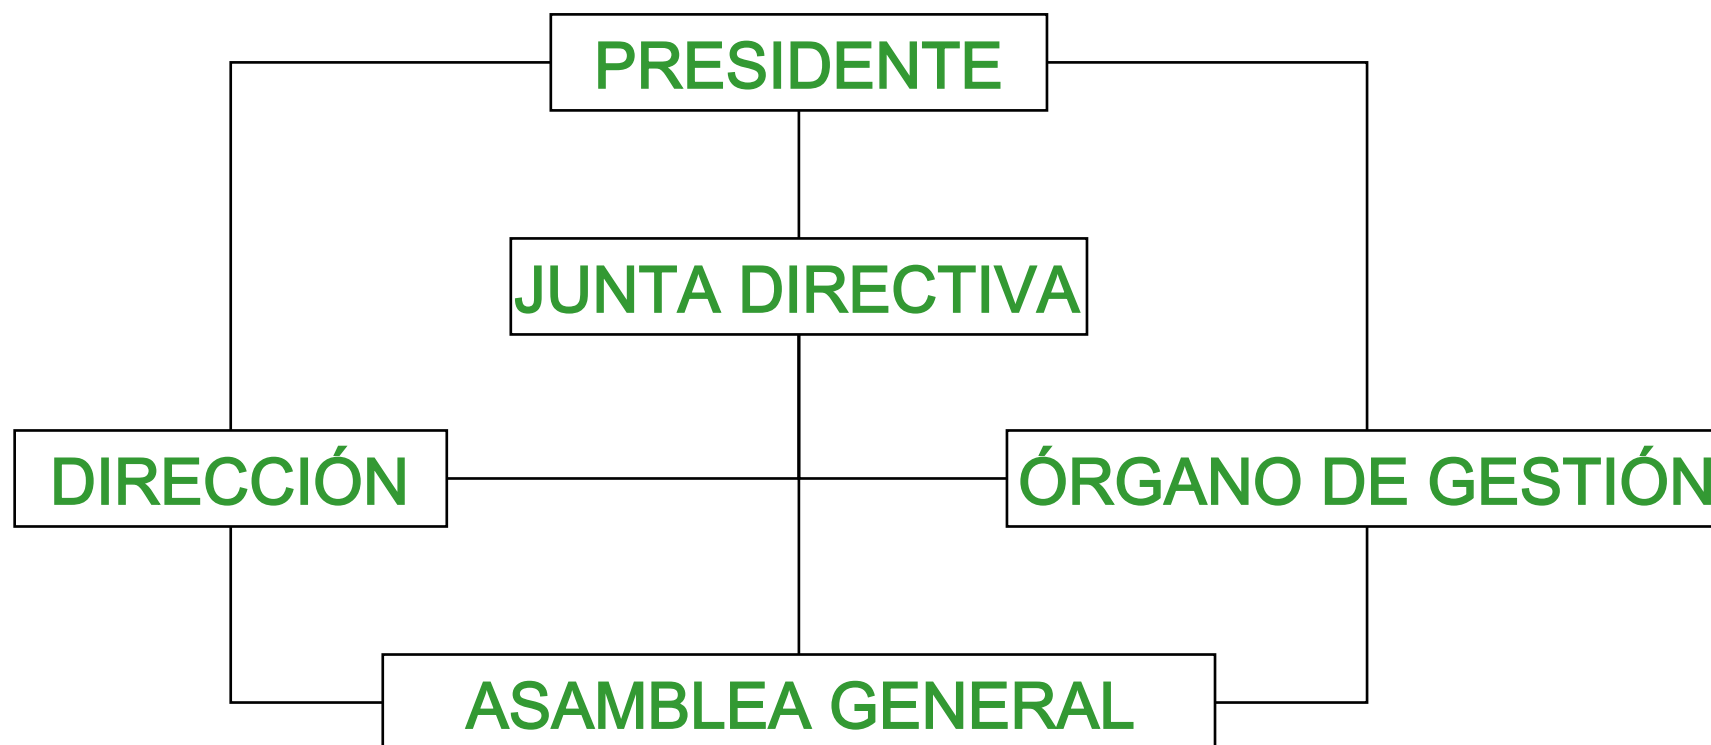 PRESIDENTE
JUNTA DIRECTIVA
DIRECCIÓN
ÓRGANO DE GESTIÓN
ASAMBLEA GENERAL